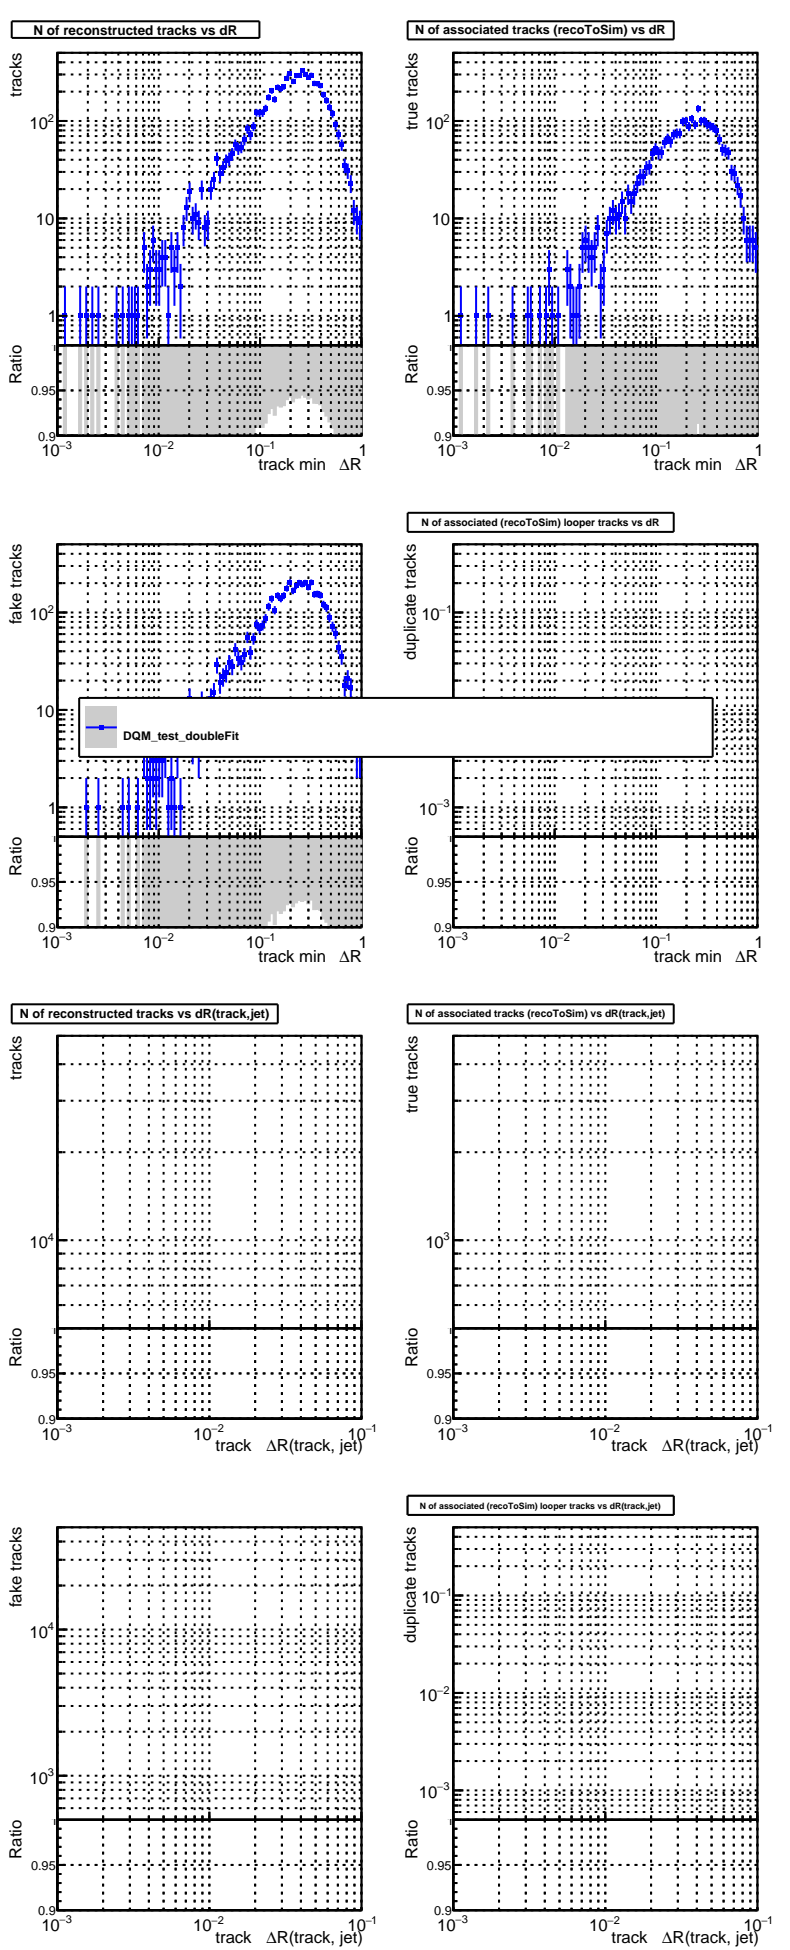 N of reconstructed tracks vs dR
tracks
10²
10
1
Ratio
0.95
0.9
10⁻³
10⁻²
10⁻¹
1
track min ΔR
N of associated tracks (recoToSim) vs dR
true tracks
10²
10
1
Ratio
0.95
0.9
10⁻³
10⁻²
10⁻¹
1
track min ΔR
fake tracks
10²
10
1
Ratio
0.95
0.9
10⁻³
10⁻²
10⁻¹
1
track min ΔR
N of associated (recoToSim) looper tracks vs dR
duplicate tracks
10⁻¹
10⁻³
Ratio
0.95
0.9
10⁻³
10⁻²
10⁻¹
1
track min ΔR
DQM_test_doubleFit
N of reconstructed tracks vs dR(track,jet)
tracks
10⁴
Ratio
0.95
0.9
10⁻³
10⁻²
10⁻¹
track ΔR(track, jet)
N of associated tracks (recoToSim) vs dR(track,jet)
true tracks
10³
Ratio
0.95
0.9
10⁻³
10⁻²
10⁻¹
track ΔR(track, jet)
fake tracks
10⁴
10³
Ratio
0.95
0.9
10⁻³
10⁻²
10⁻¹
track ΔR(track, jet)
N of associated (recoToSim) looper tracks vs dR(track,jet)
duplicate tracks
10⁻¹
10⁻²
10⁻³
Ratio
0.95
0.9
10⁻³
10⁻²
10⁻¹
track ΔR(track, jet)